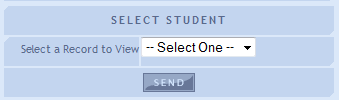 SELECT STUDENT
Select a Record to View -- Select One --
SEND